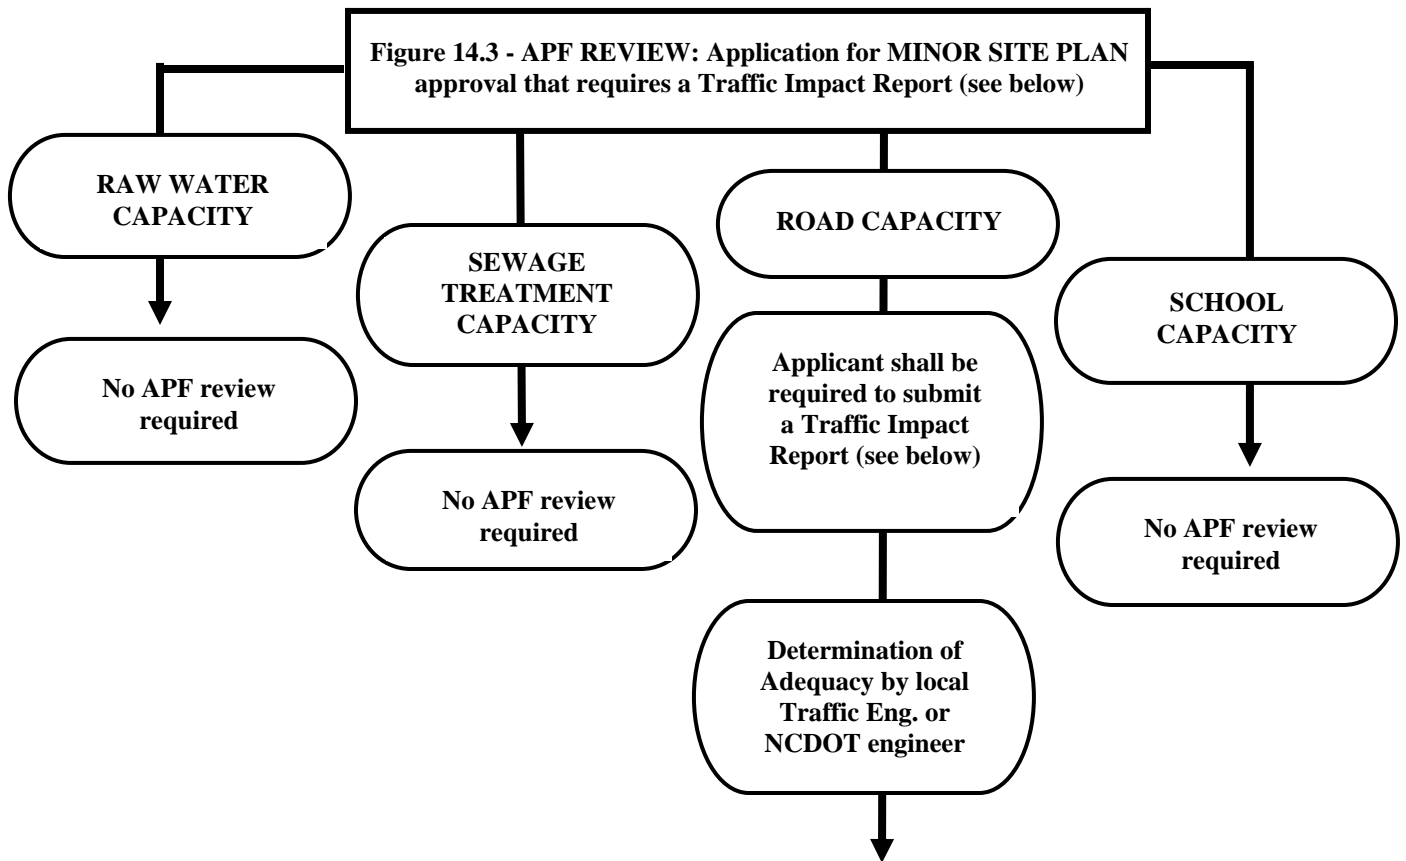 Figure 14.3 - APF REVIEW: Application for MINOR SITE PLAN
approval that requires a Traffic Impact Report (see below)
RAW WATER
CAPACITY
No APF review
required
SEWAGE
TREATMENT
CAPACITY
No APF review
required
ROAD CAPACITY
Applicant shall be
required to submit
a Traffic Impact
Report (see below)
Determination of
Adequacy by local
Traffic Eng. or
NCDOT engineer
SCHOOL
CAPACITY
No APF review
required